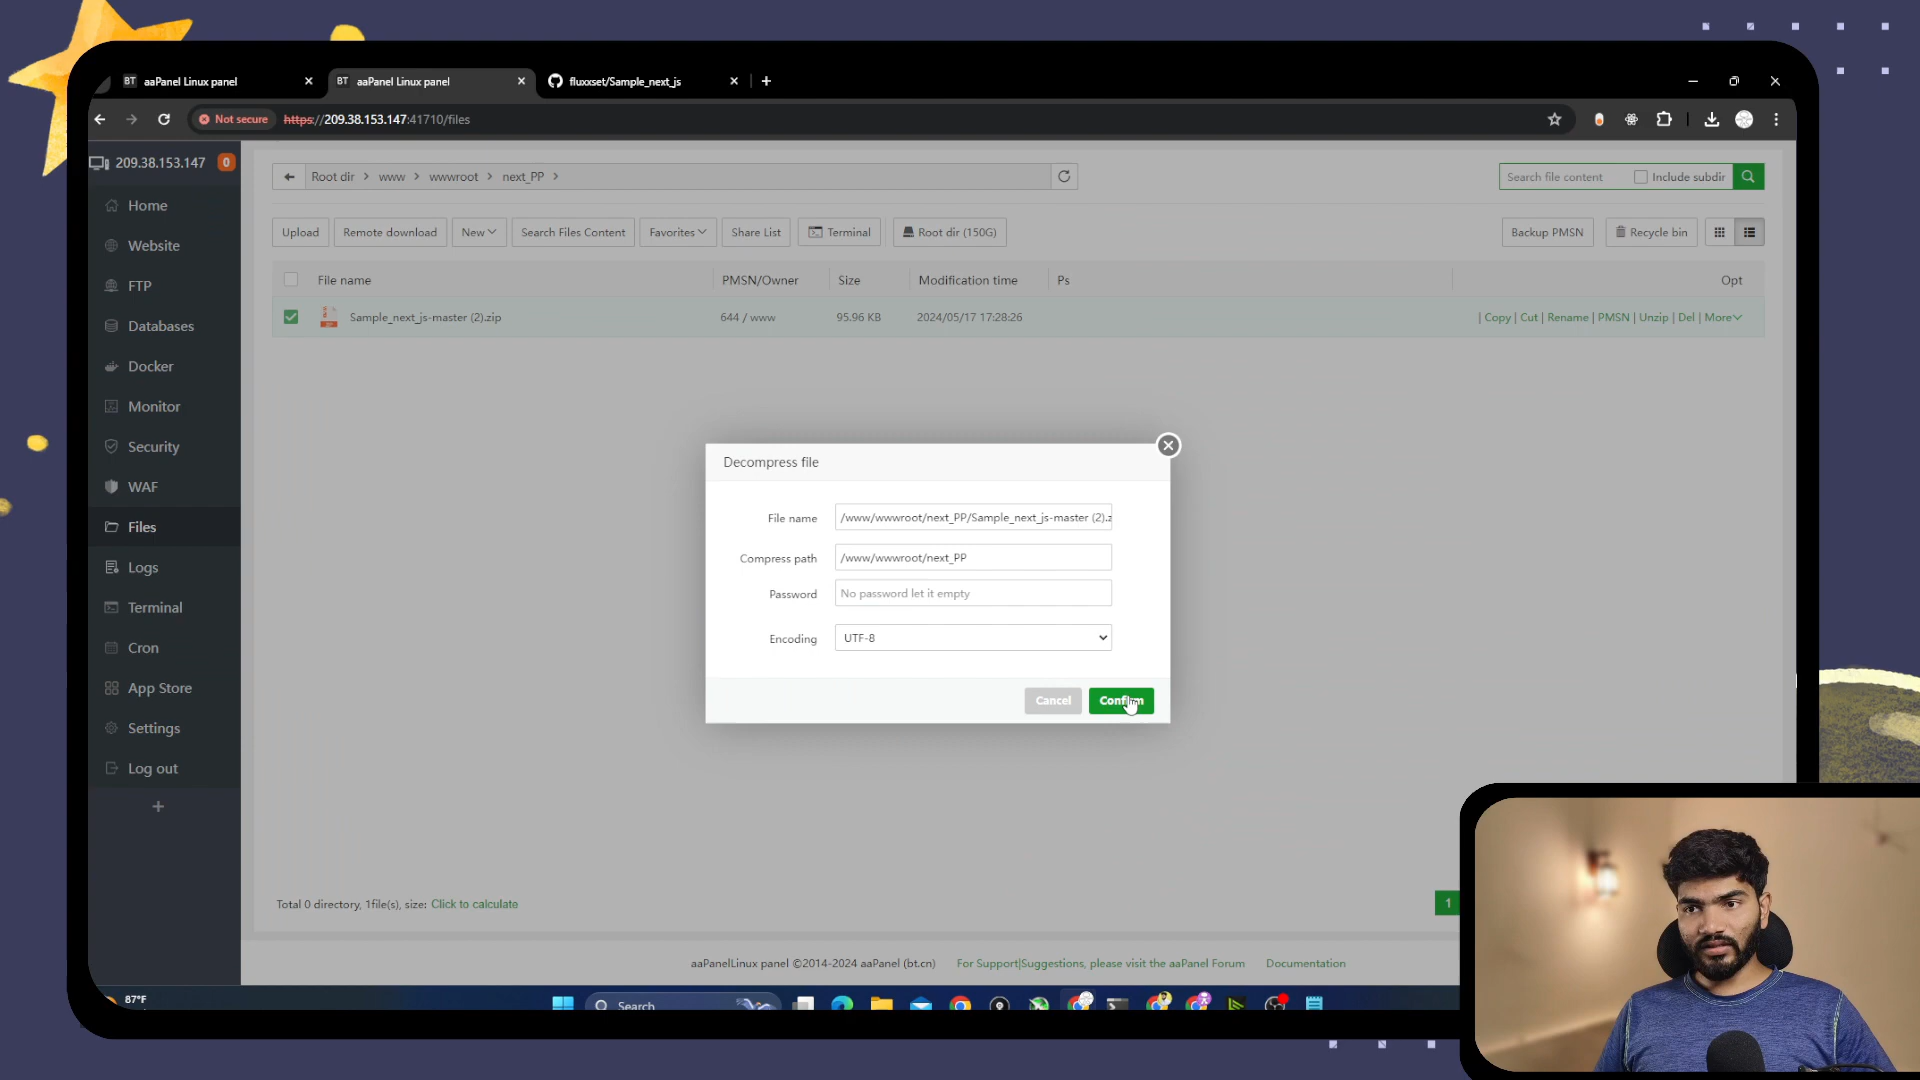 BT aaPanel Linux panel
BT aaPanel Linux panel
fluxxset/Sample_next_js
Not secure https://209.38.153.147:41710/files
209.38.153.147 0
Home
Website
FTP
Databases
Docker
Monitor
Security
WAF
Files
Logs
Terminal
Cron
App Store
Settings
Log out
Root dir > www > wwwroot > next_PP >
Search file content Include subdir
Upload Remote download New Search Files Content Favorites Share List Terminal Root dir (150G) Backup PMSN Recycle bin
File name PMSN/Owner Size Modification time Ps Opt
Sample_next_js-master (2).zip 644 / www 95.96 KB 2024/05/17 17:28:26 | Copy | Cut | Rename | PMSN | Unzip | Del | More
Decompress file
File name /www/wwwroot/next_PP/Sample_next_js-master (2).z
Compress path /www/wwwroot/next_PP
Password No password let it empty
Encoding UTF-8
Cancel Confirm
Total 0 directory, 1file(s), size: Click to calculate
1
aaPanelLinux panel ©2014-2024 aaPanel (bt.cn) For Support|Suggestions, please visit the aaPanel Forum Documentation
87°F
Search